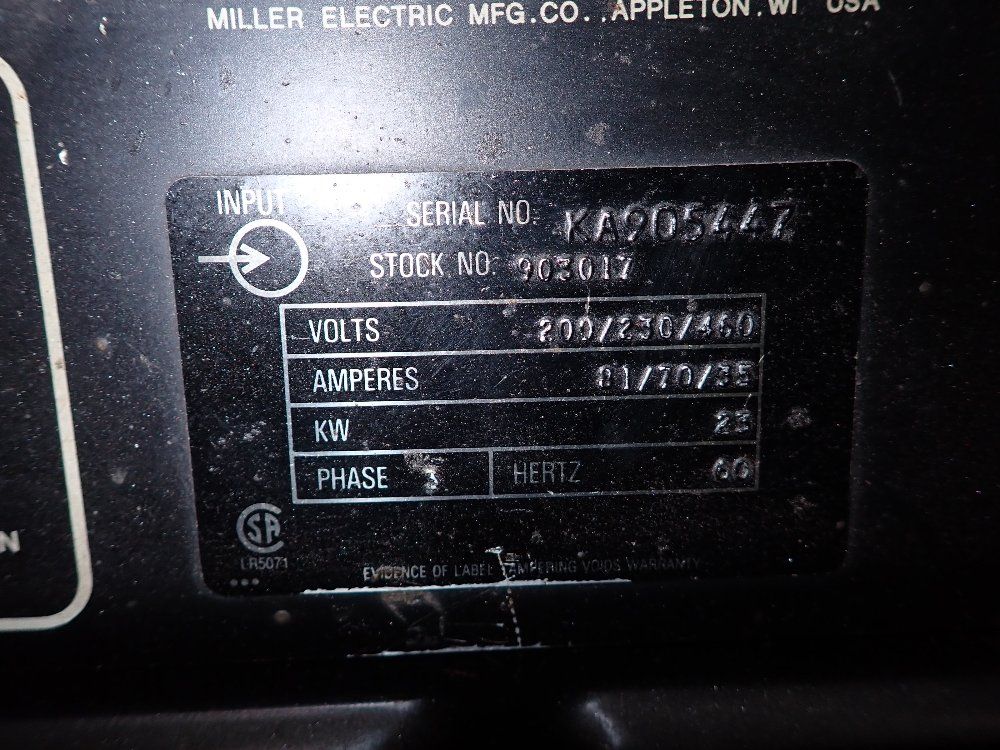 MILLER ELECTRIC MFG.CO., APPLETON, WI USA
INPUT
SERIAL NO. KA905447
STOCK NO. 903017
VOLTS 200/230/460
AMPERES 81/70/35
KW 23
PHASE 3 HERTZ 60
N
CSA
LR5071
EVIDENCE OF LABEL TAMPERING VOIDS WARRANTY